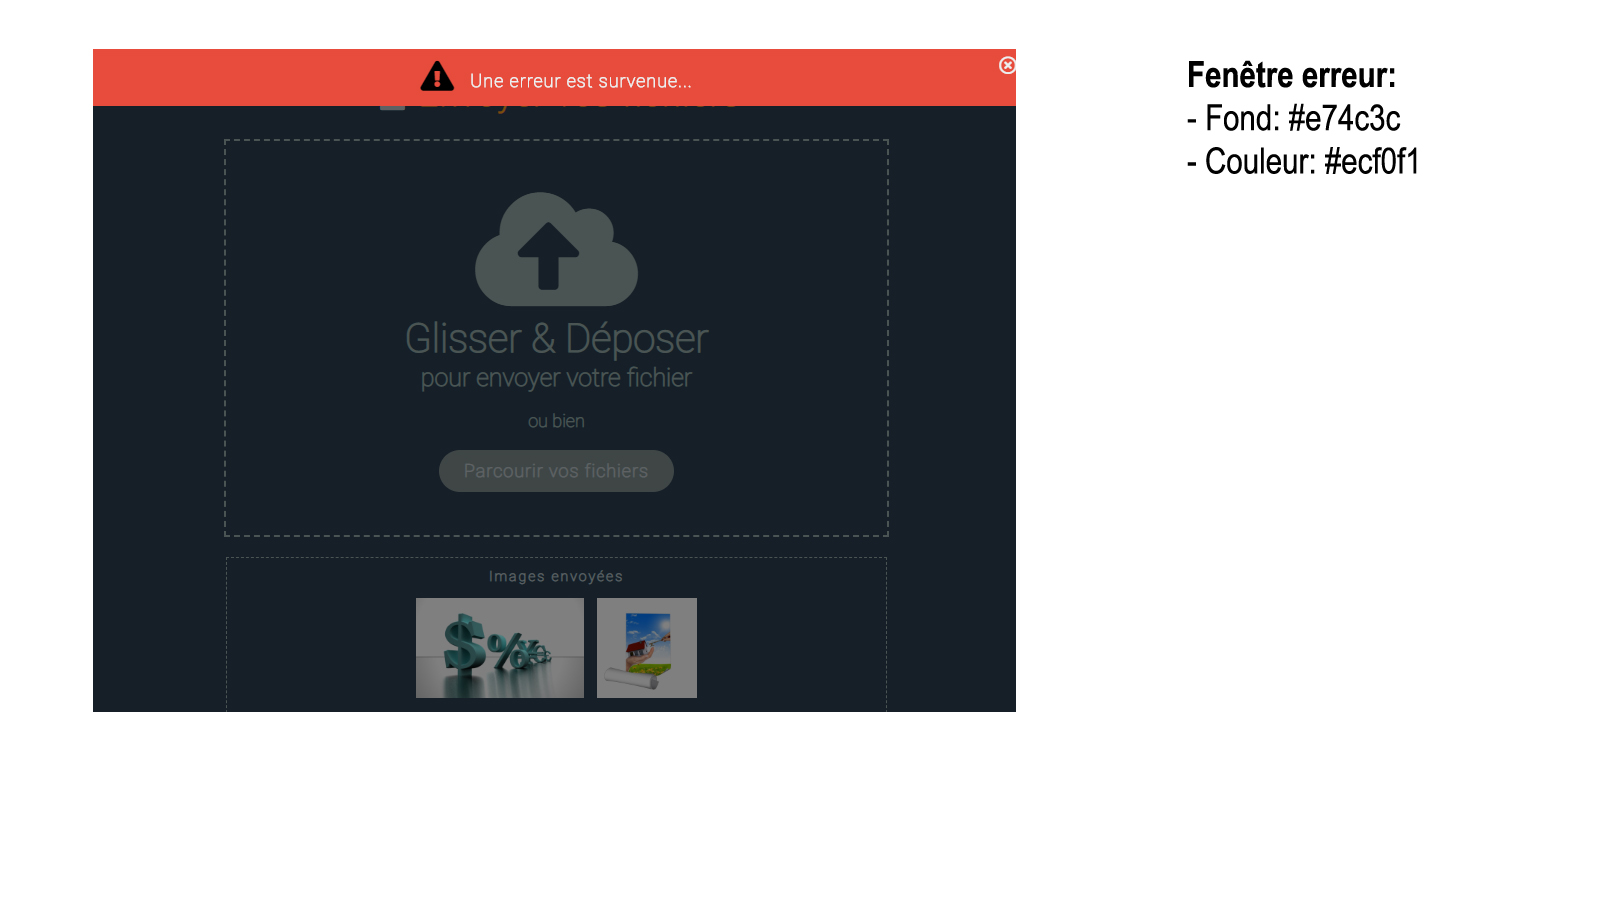 Une erreur est survenue...
Glisser & Déposer
pour envoyer votre fichier
ou bien
Parcourir vos fichiers
Images envoyées
Fenêtre erreur:
- Fond: #e74c3c
- Couleur: #ecf0f1